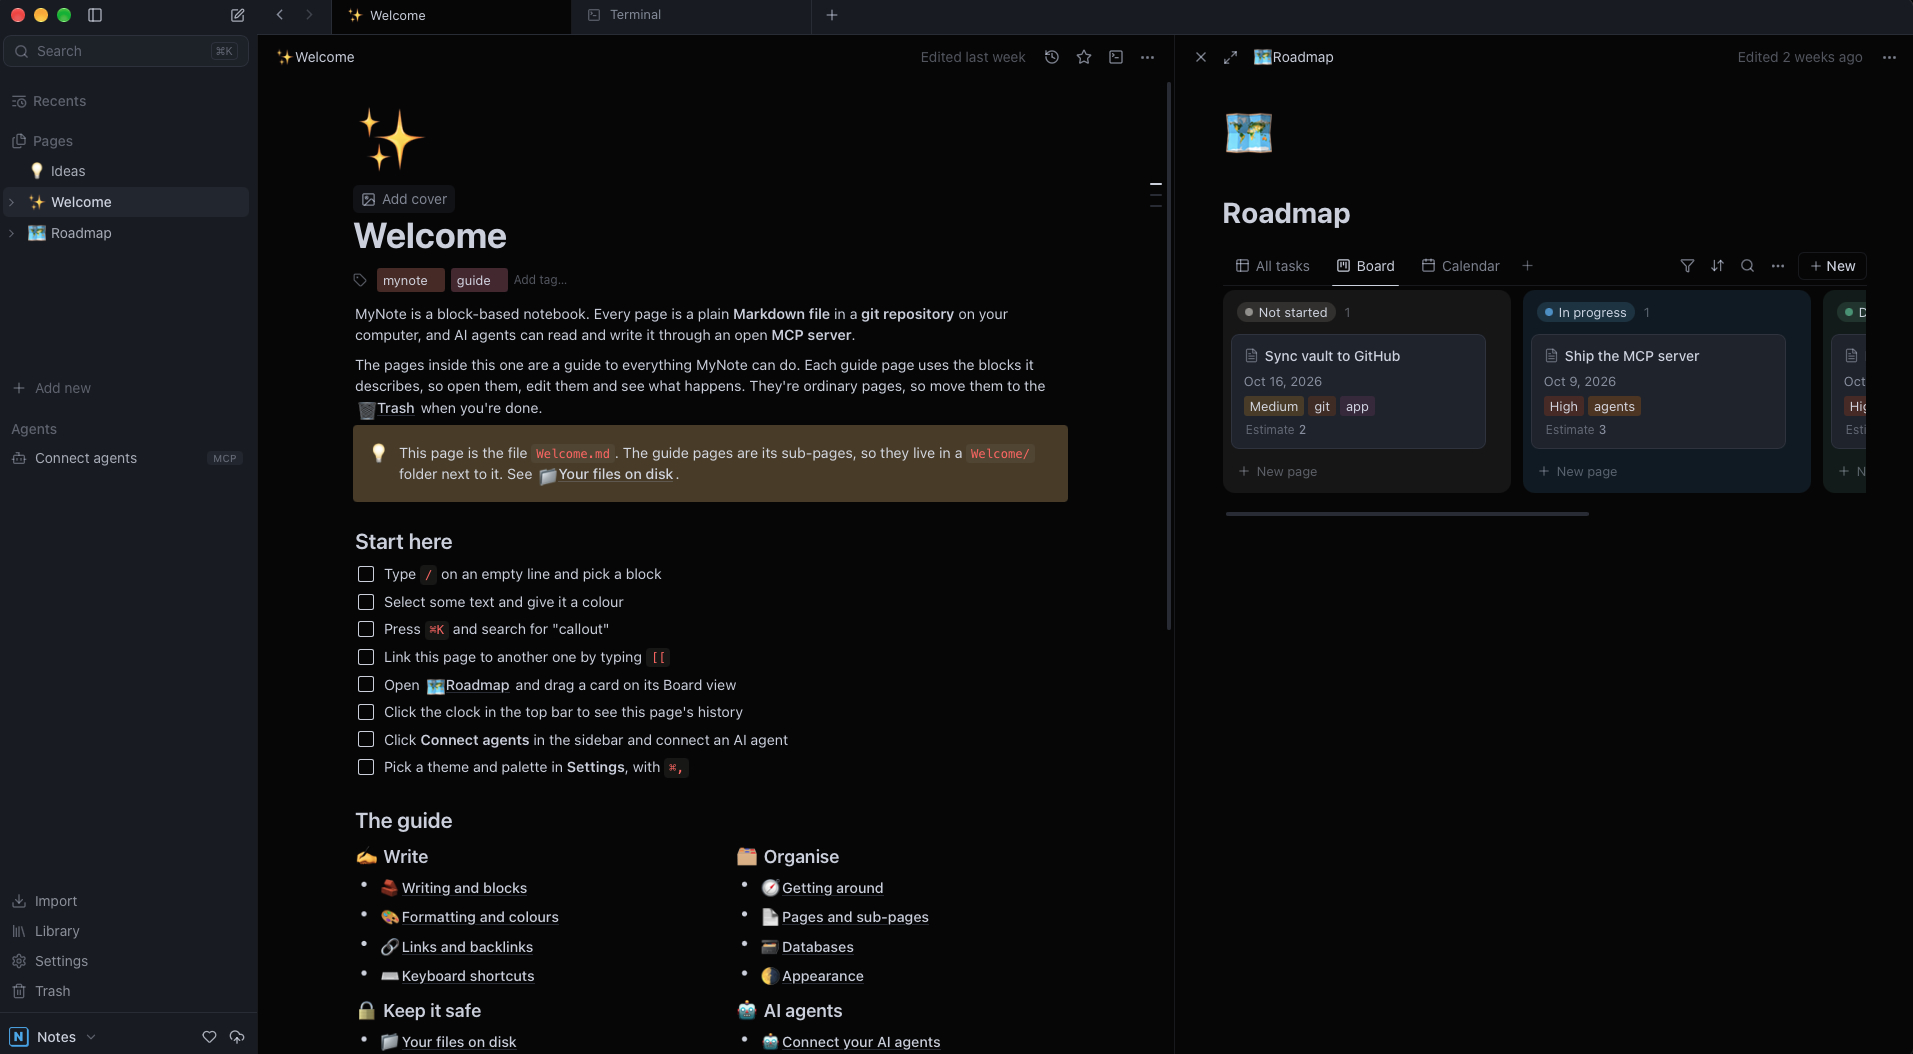 Welcome
Terminal
Search ⌘K
Recents
Pages
Ideas
Welcome
Roadmap
Add new
Agents
Connect agents MCP
Import
Library
Settings
Trash
N Notes
Welcome
Edited last week
Add cover
Welcome
mynote guide Add tag...
MyNote is a block-based notebook. Every page is a plain Markdown file in a git repository on your
computer, and AI agents can read and write it through an open MCP server.
The pages inside this one are a guide to everything MyNote can do. Each guide page uses the blocks it
describes, so open them, edit them and see what happens. They're ordinary pages, so move them to the
Trash when you're done.
This page is the file Welcome.md. The guide pages are its sub-pages, so they live in a Welcome/
folder next to it. See Your files on disk.
Start here
Type / on an empty line and pick a block
Select some text and give it a colour
Press ⌘K and search for "callout"
Link this page to another one by typing [[
Open Roadmap and drag a card on its Board view
Click the clock in the top bar to see this page's history
Click Connect agents in the sidebar and connect an AI agent
Pick a theme and palette in Settings, with ⌘,
The guide
Write
Writing and blocks
Formatting and colours
Links and backlinks
Keyboard shortcuts
Keep it safe
Your files on disk
Organise
Getting around
Pages and sub-pages
Databases
Appearance
AI agents
Connect your AI agents
Roadmap
Edited 2 weeks ago
Roadmap
All tasks Board Calendar + New
Not started 1
Sync vault to GitHub
Oct 16, 2026
Medium git app
Estimate 3
+ New page
In progress 1
Ship the MCP server
Oct 9, 2026
High agents
Estimate 3
+ New page
D
Oct
Hig
Esti
+ N